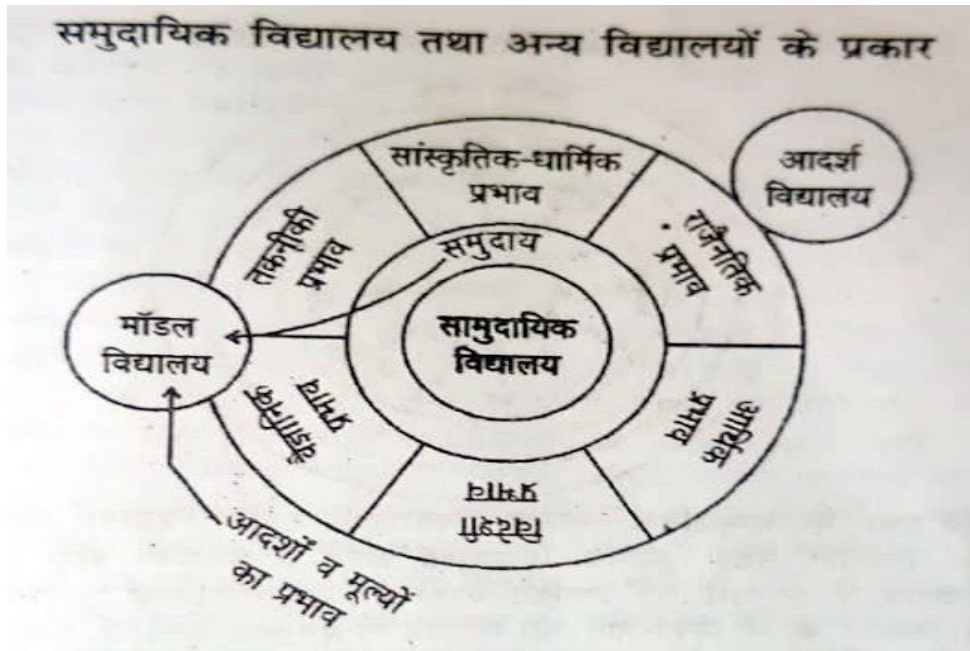 समुदायिक विद्यालय तथा अन्य विद्यालयों के प्रकार
सांस्कृतिक-धार्मिक
प्रभाव
आदर्श
विद्यालय
तकनीकी
प्रभाव
राजनैतिक
प्रभाव
समुदाय
मॉडल
विद्यालय
सामुदायिक
विद्यालय
वैज्ञानिक
प्रभाव
आर्थिक
प्रभाव
विदेशी
प्रभाव
आदर्शों व मूल्यों
का प्रभाव